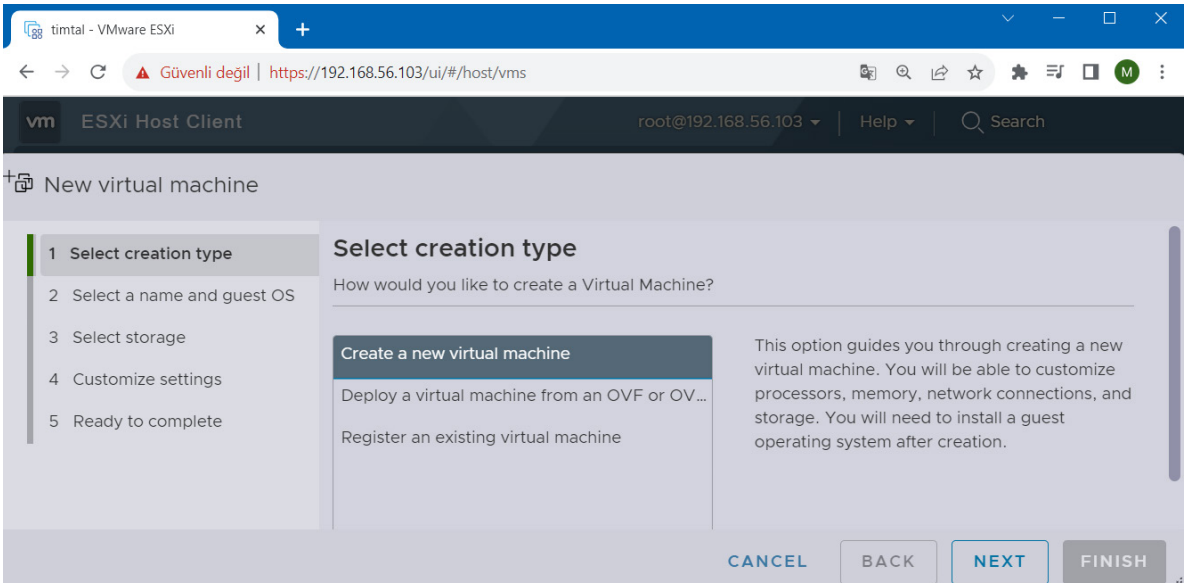 timtal - VMware ESXi
Güvenli değil | https://192.168.56.103/ui/#/host/vms
M
vm ESXi Host Client
root@192.168.56.103
Help
Search
New virtual machine
1 Select creation type
2 Select a name and guest OS
3 Select storage
4 Customize settings
5 Ready to complete
Select creation type
How would you like to create a Virtual Machine?
Create a new virtual machine
Deploy a virtual machine from an OVF or OV...
Register an existing virtual machine
This option guides you through creating a new
virtual machine. You will be able to customize
processors, memory, network connections, and
storage. You will need to install a guest
operating system after creation.
CANCEL
BACK
NEXT
FINISH